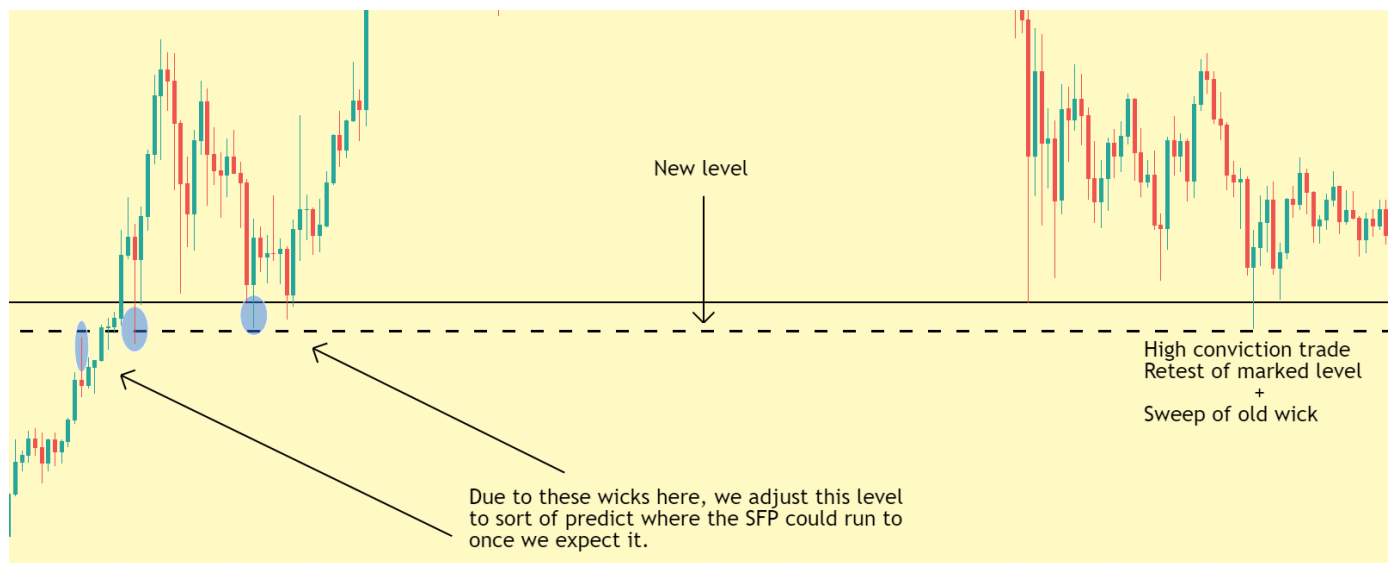 New level
High conviction trade
Retest of marked level
+
Sweep of old wick
Due to these wicks here, we adjust this level
to sort of predict where the SFP could run to
once we expect it.